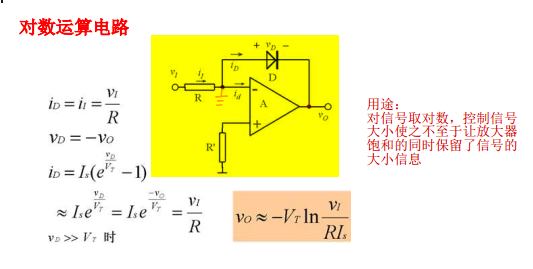 对数运算电路
+ v_D −
i_D
D
v_I
i_I
R
i_d
−
A
+
v_O
R'
i_D = i_I = v_I / R
v_D = −v_O
i_D = I_s(e^{v_D / V_T} − 1)
≈ I_s e^{v_D / V_T} = I_s e^{−v_O / V_T} = v_I / R
v_D >> V_T 时
v_O ≈ −V_T ln v_I / RI_s
用途：
对信号取对数，控制信号
大小使之不至于让放大器
饱和的同时保留了信号的
大小信息